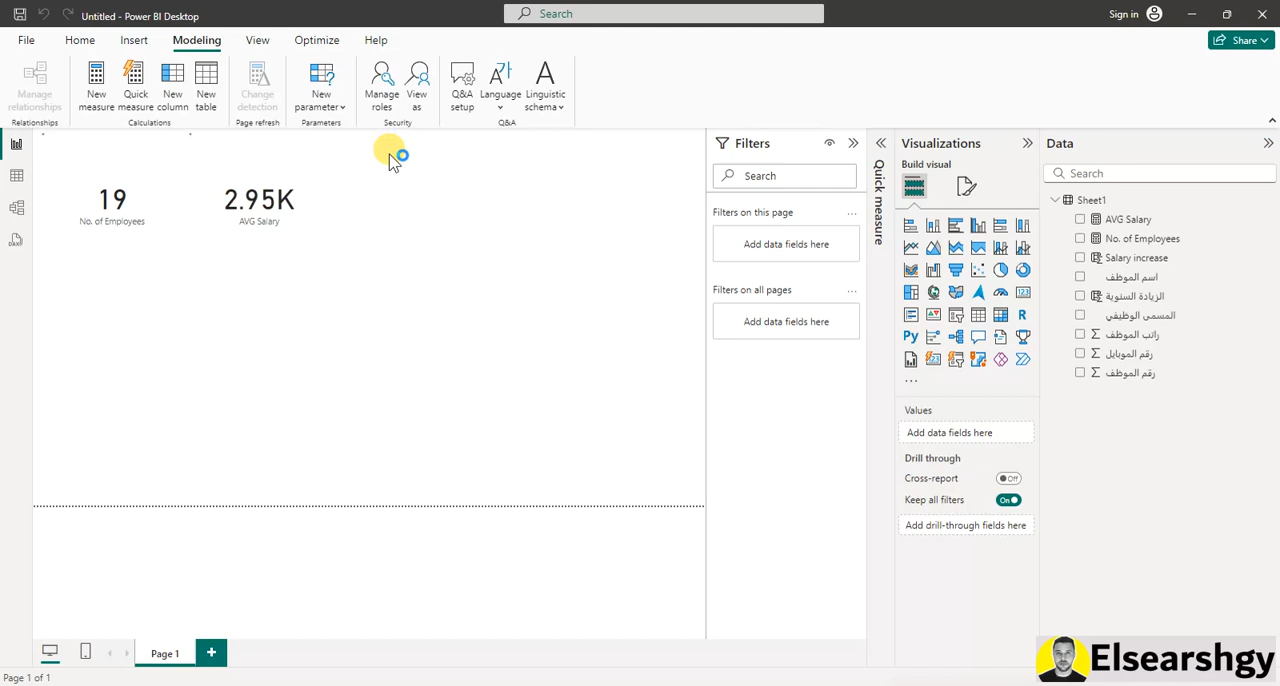 Untitled - Power BI Desktop
Search
Sign in
File
Home
Insert
Modeling
View
Optimize
Help
Share
Manage relationships
New measure
Quick measure
New column
New table
Change detection
New parameter
Manage roles
View as
Q&A setup
Language
Linguistic schema
Relationships
Calculations
Page refresh
Parameters
Security
Q&A
19
No. of Employees
2.95K
AVG Salary
Filters
Search
Filters on this page
...
Add data fields here
Filters on all pages
...
Add data fields here
Quick measure
Visualizations
Build visual
123
R
Py
...
Values
Add data fields here
Drill through
Cross-report
Off
Keep all filters
On
Add drill-through fields here
Data
Search
Sheet1
AVG Salary
No. of Employees
Salary increase
اسم الموظف
الزيادة السنوية
المسمى الوظيفي
راتب الموظف
رقم الموبايل
رقم الموظف
Page 1
Page 1 of 1
Elsearshgy